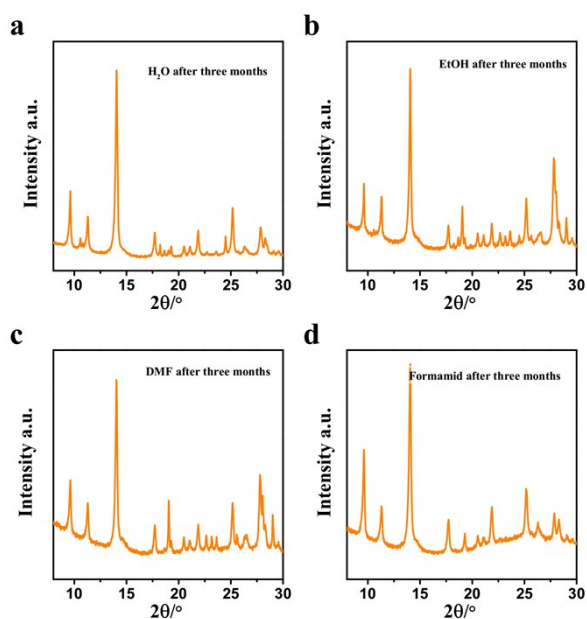 a
H₂O after three months
Intensity a.u.
10 15 20 25 30
2θ/°
b
EtOH after three months
Intensity a.u.
10 15 20 25 30
2θ/°
c
DMF after three months
Intensity a.u.
10 15 20 25 30
2θ/°
d
Formamid after three months
Intensity a.u.
10 15 20 25 30
2θ/°